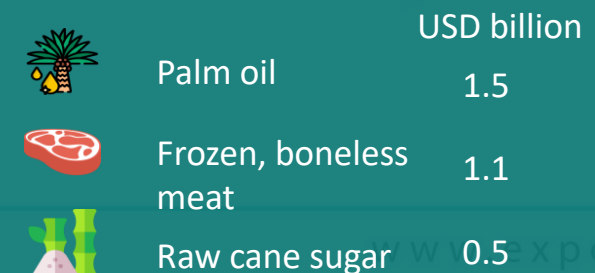 USD billion
Palm oil 1.5
Frozen, boneless 1.1
meat
Raw cane sugar 0.5